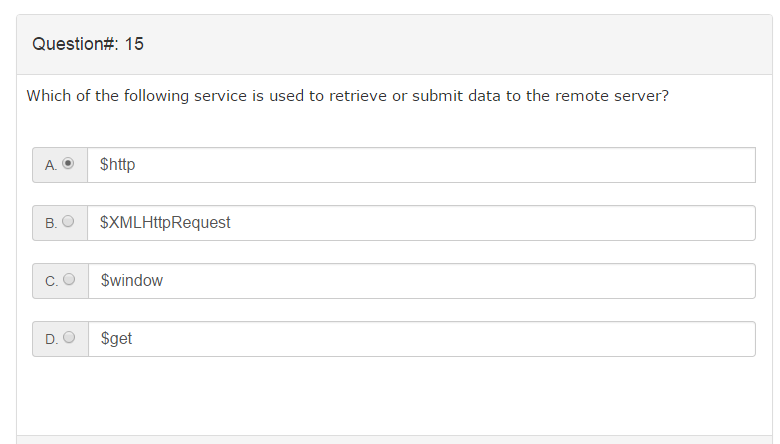 Question#: 15
Which of the following service is used to retrieve or submit data to the remote server?
A. $http
B. $XMLHttpRequest
C. $window
D. $get